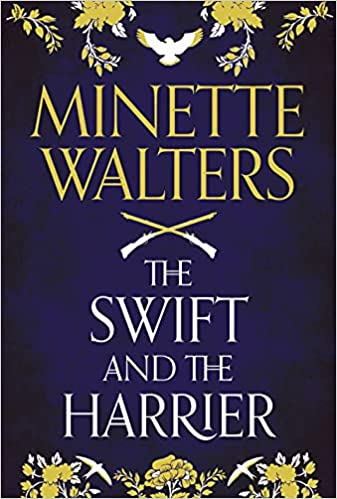 MINETTE
WALTERS
THE
SWIFT
AND THE
HARRIER